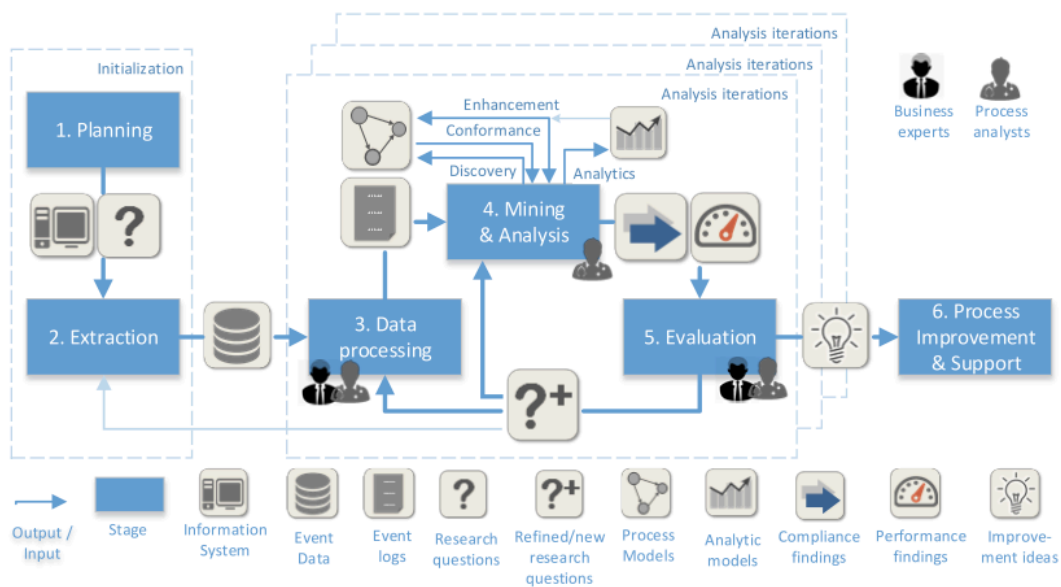 Analysis iterations
Analysis iterations
Initialization
Analysis iterations
Business
experts
Process
analysts
1. Planning
Enhancement
Conformance
Discovery
Analytics
4. Mining
& Analysis
2. Extraction
3. Data
processing
5. Evaluation
6. Process
Improvement
& Support
?
?+
Output /
Input
Stage
Information
System
Event
Data
Event
logs
?
Research
questions
?+
Refined/new
research
questions
Process
Models
Analytic
models
Compliance
findings
Performance
findings
Improve-
ment ideas